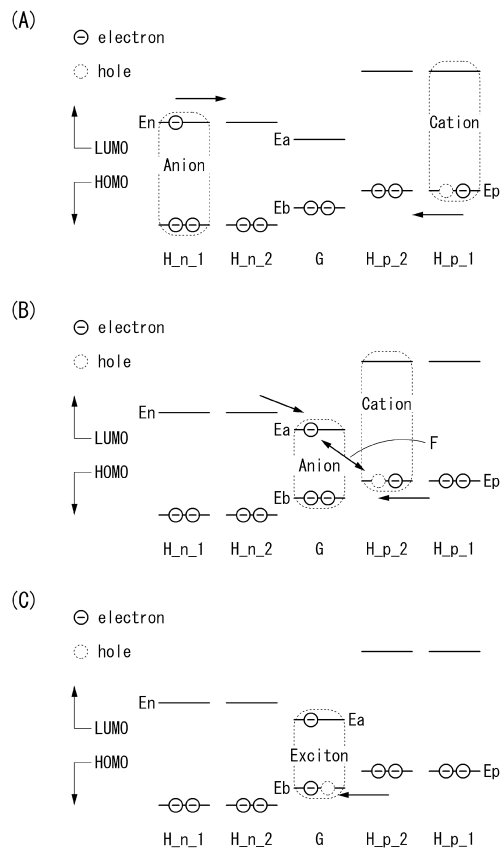 (A)
electron
hole
En
Ea
Cation
LUMO
Anion
HOMO
Eb
Ep
H_n_1 H_n_2 G H_p_2 H_p_1
(B)
electron
hole
En
Cation
Ea
LUMO
F
Anion
HOMO
Eb
Ep
H_n_1 H_n_2 G H_p_2 H_p_1
(C)
electron
hole
En
LUMO
Ea
Exciton
HOMO
Eb
Ep
H_n_1 H_n_2 G H_p_2 H_p_1